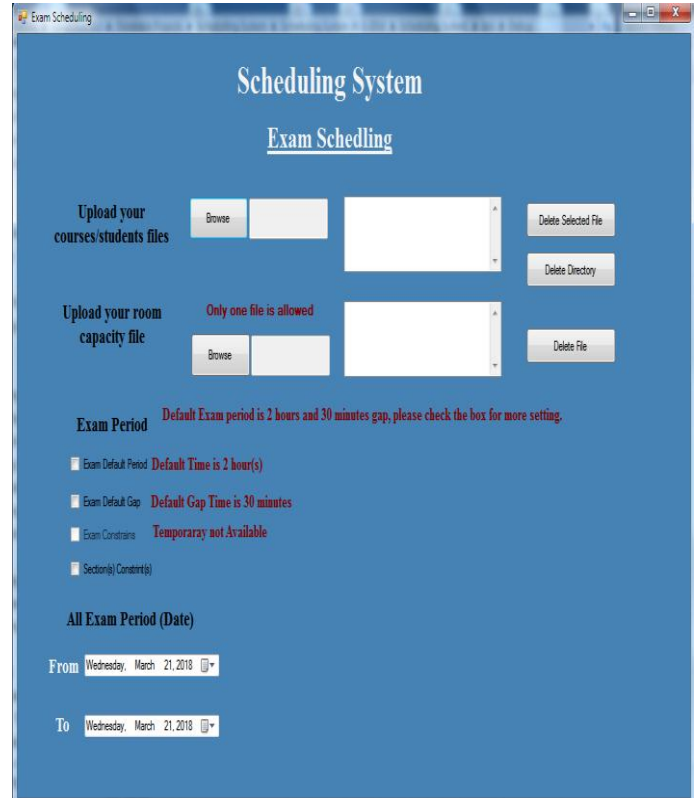 Exam Scheduling
Scheduling System
Exam Schedling
Upload your
courses/students files
Browse
Delete Selected File
Delete Directory
Upload your room
capacity file
Only one file is allowed
Browse
Delete File
Exam Period
Default Exam period is 2 hours and 30 minutes gap, please check the box for more setting.
Exam Default Period Default Time is 2 hour(s)
Exam Default Gap Default Gap Time is 30 minutes
Exam Constrains Temporaray not Available
Section(s) Constrint(s)
All Exam Period (Date)
From Wednesday, March 21, 2018
To Wednesday, March 21, 2018